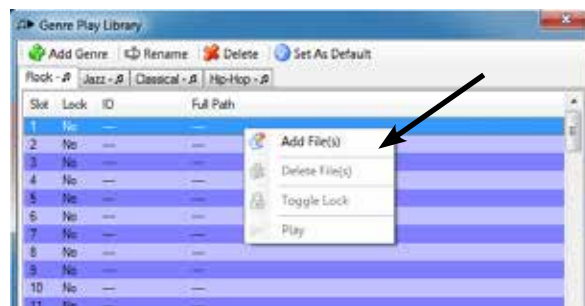 Genre Play Library
Add Genre Rename Delete Set As Default
Rock - Jazz - Classical - Hip-Hop -
Slot Lock ID Full Path
1 No --- ---
2 No --- ---
3 No --- ---
4 No --- ---
5 No --- ---
6 No --- ---
7 No --- ---
8 No --- ---
9 No --- ---
10 No --- ---
11 No --- ---
Add File(s)
Delete File(s)
Toggle Lock
Play